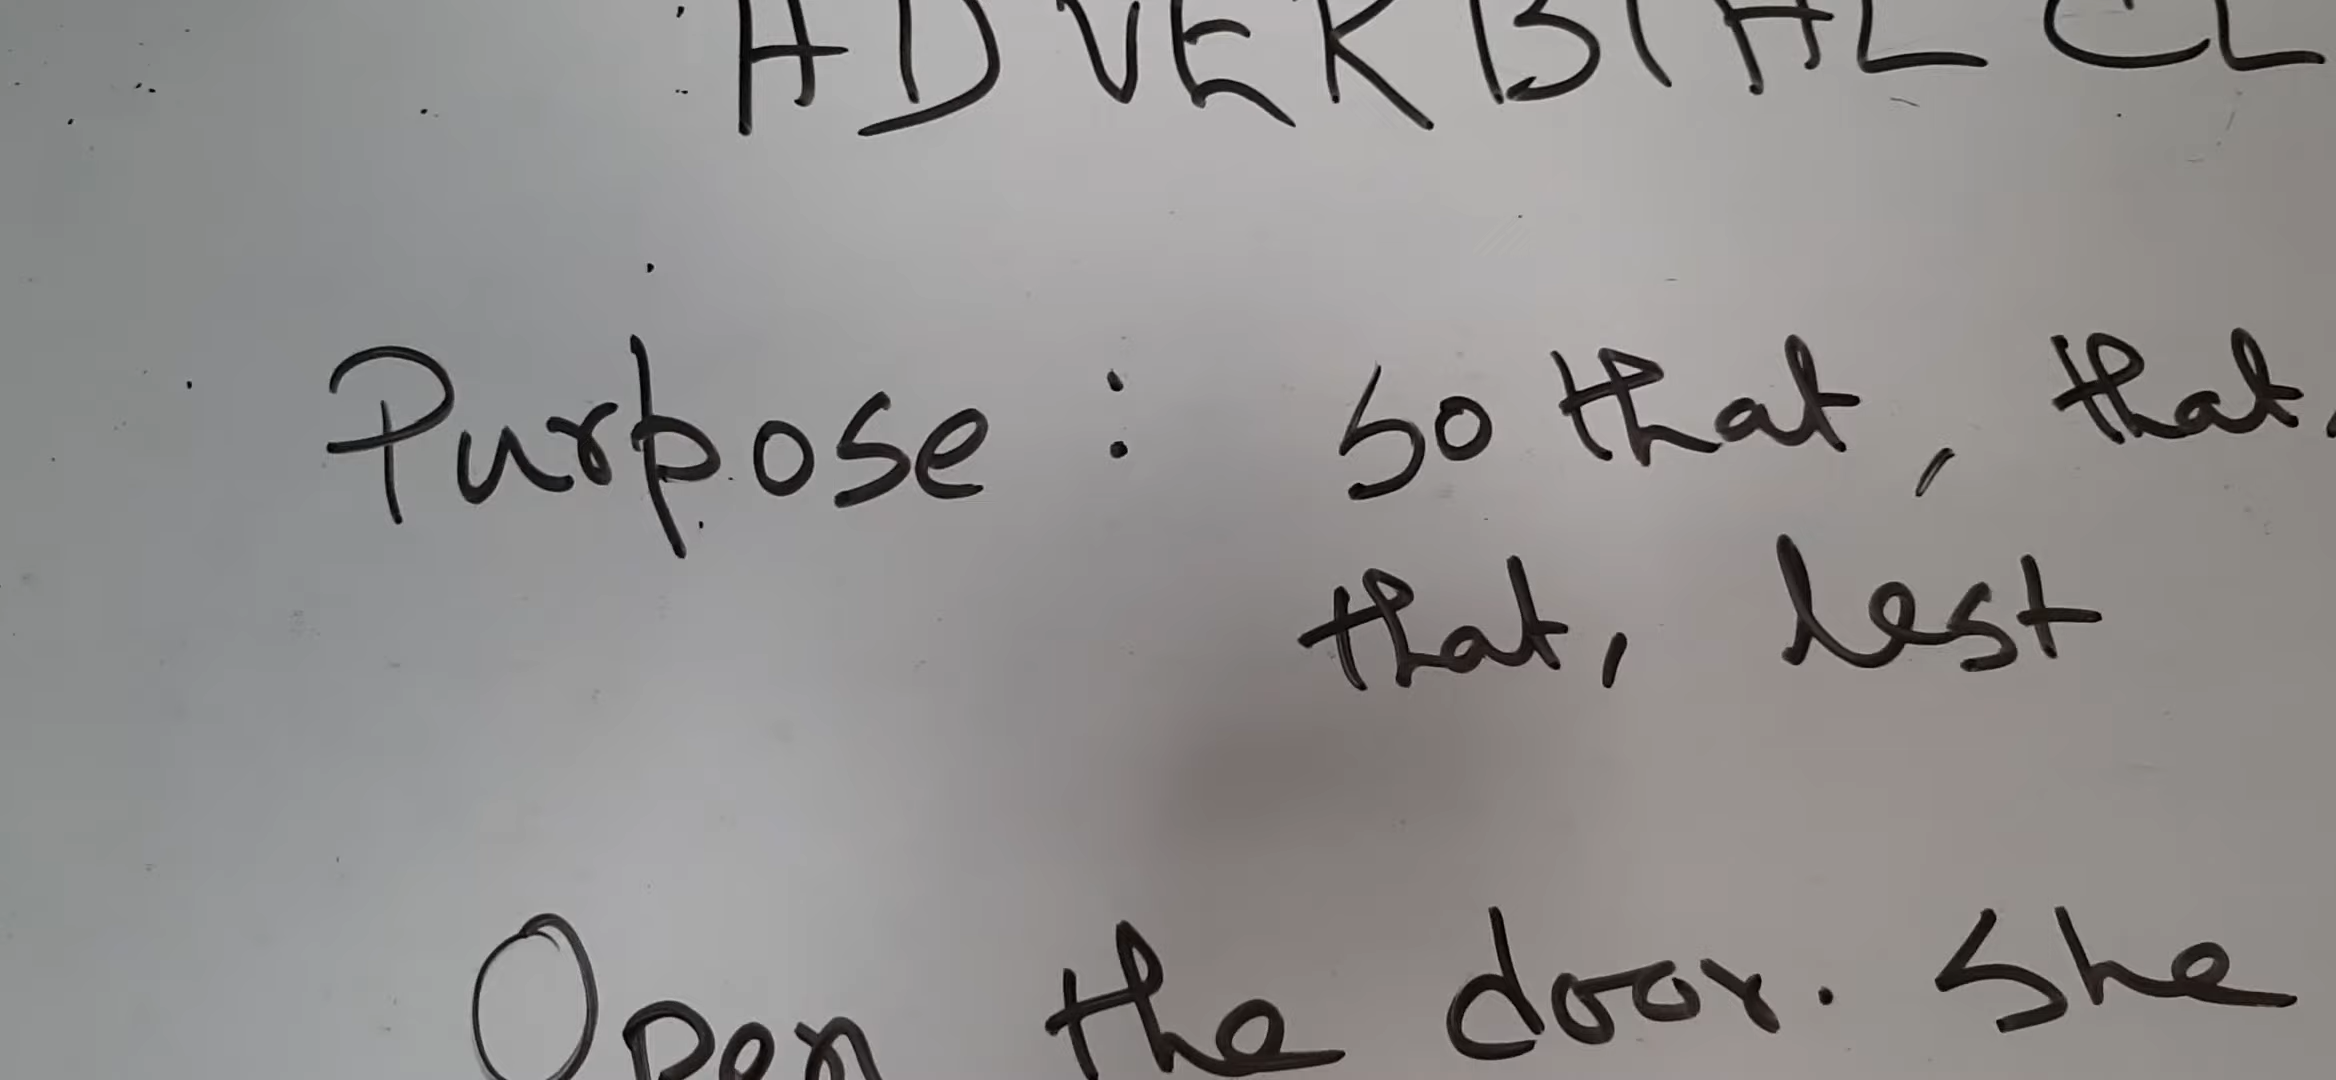 ADVERBIAL CL
Purpose : so that, that,
that, lest
Open the door. She